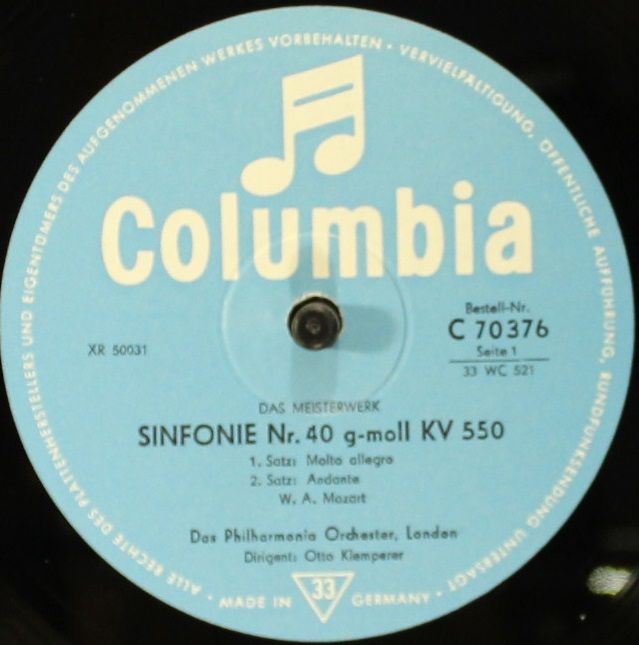 ALLE RECHTE DES PLATTENHERSTELLERS UND EIGENTÜMERS DES AUFGENOMMENEN WERKES VORBEHALTEN • VERVIELFÄLTIGUNG, ÖFFENTLICHE AUFFÜHRUNG, RUNDFUNKSENDUNG UNTERSAGT •
Columbia
Bestell-Nr.
C 70376
XR 50031
Seite 1
33 WC 521
DAS MEISTERWERK
SINFONIE Nr. 40 g-moll KV 550
1. Satz: Molto allegro
2. Satz: Andante
W. A. Mozart
Das Philharmonia Orchester, London
Dirigent: Otto Klemperer
33
MADE IN GERMANY •